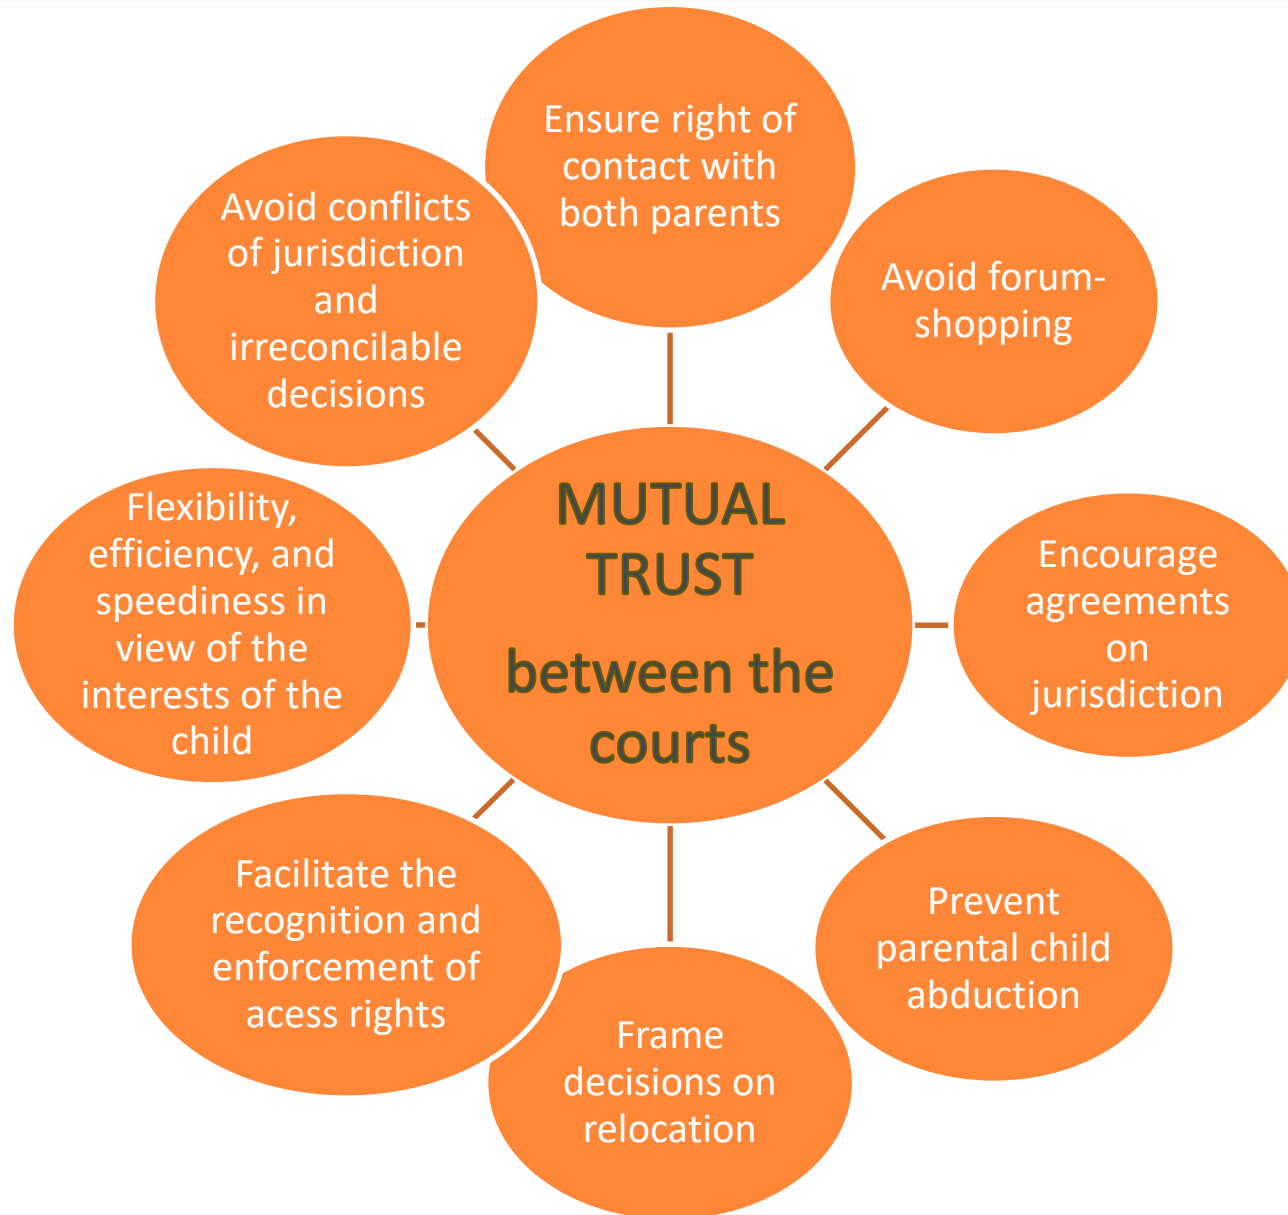 Ensure right of
contact with
both parents
Avoid forum-
shopping
Encourage
agreements
on
jurisdiction
Prevent
parental child
abduction
Frame
decisions on
relocation
Facilitate the
recognition and
enforcement of
acess rights
Flexibility,
efficiency, and
speediness in
view of the
interests of the
child
Avoid conflicts
of jurisdiction
and
irreconcilable
decisions
MUTUAL
TRUST
between the
courts